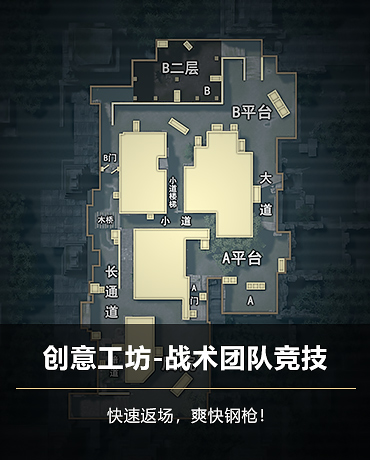 B二层
B
B平台
B门
小道楼梯
大道
木桥
小道
A平台
长通道
A门
A
创意工坊-战术团队竞技
快速返场，爽快钢枪！